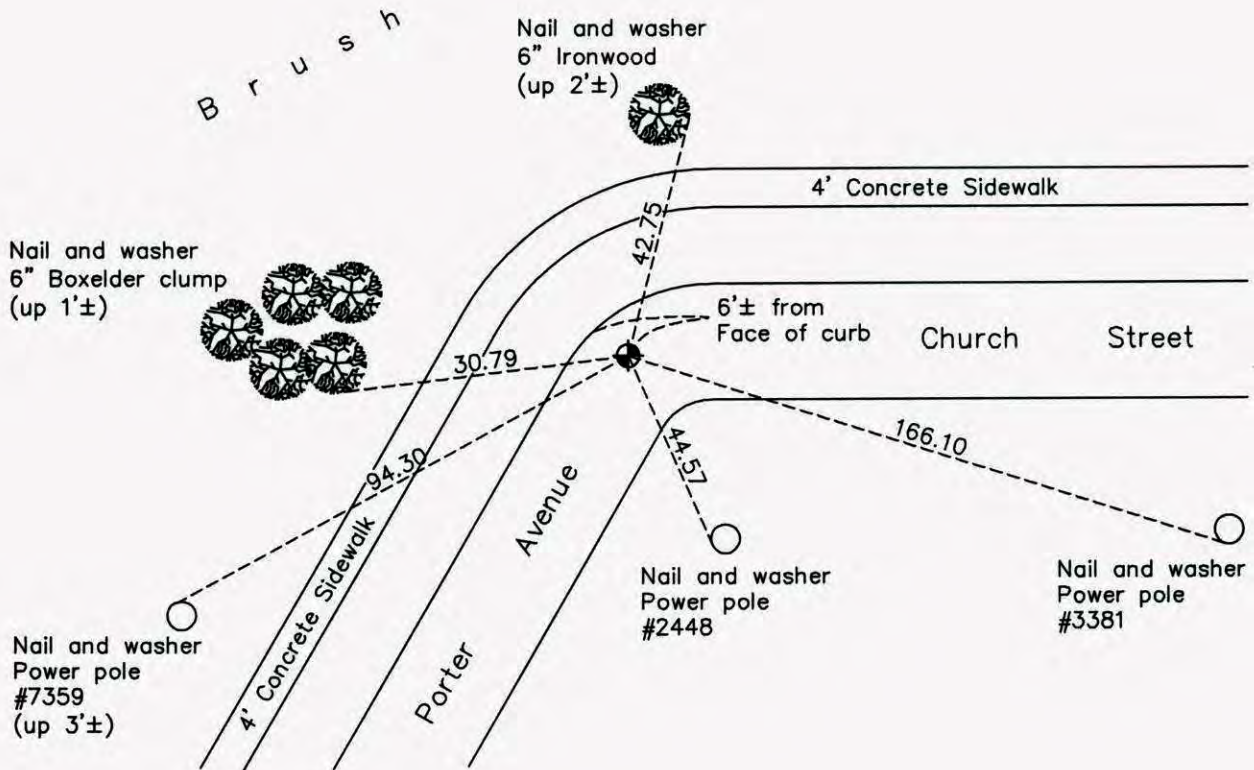 Brush
Nail and washer
6" Ironwood
(up 2'±)
4' Concrete Sidewalk
42.75
Nail and washer
6" Boxelder clump
(up 1'±)
6'± from
Face of curb
Church Street
30.79
94.30
44.57
166.10
Porter Avenue
4' Concrete Sidewalk
Nail and washer
Power pole
#2448
Nail and washer
Power pole
#3381
Nail and washer
Power pole
#7359
(up 3'±)